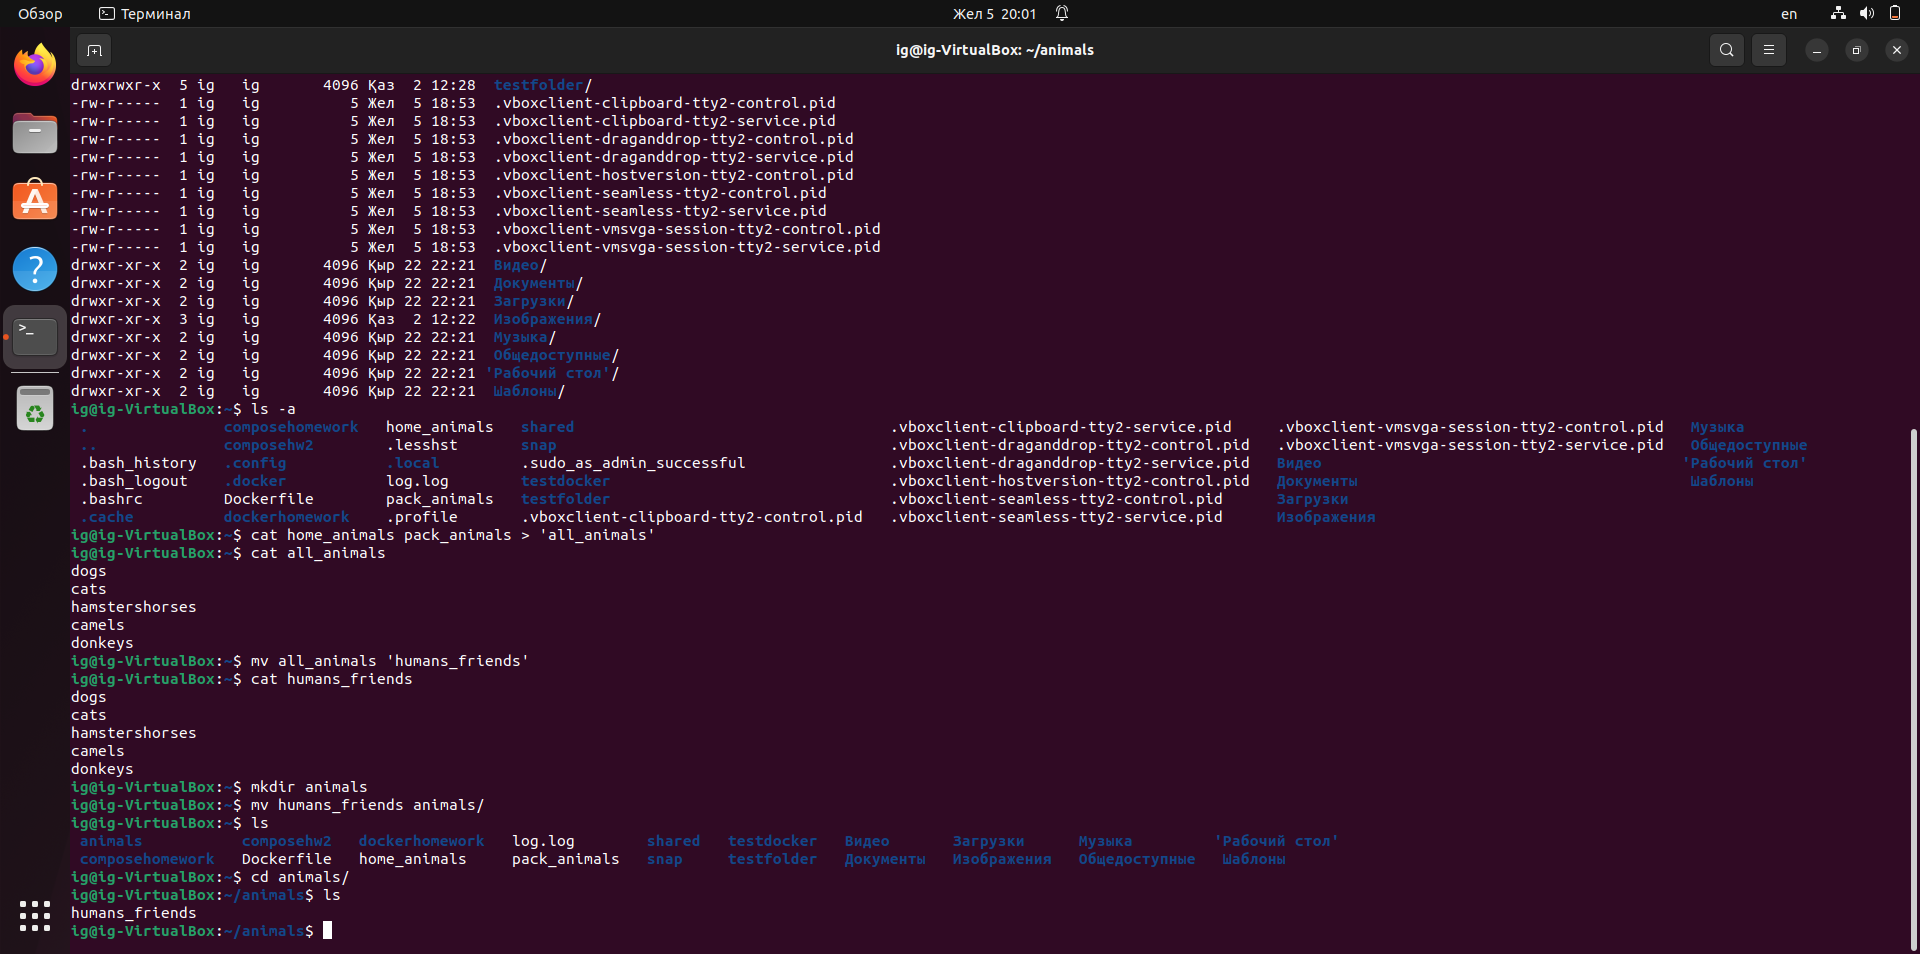 Обзор Терминал Жел 5 20:01 en
ig@ig-VirtualBox: ~/animals
drwxrwxr-x 5 ig ig 4096 Қаз 2 12:28 testfolder/
-rw-r----- 1 ig ig 5 Жел 5 18:53 .vboxclient-clipboard-tty2-control.pid
-rw-r----- 1 ig ig 5 Жел 5 18:53 .vboxclient-clipboard-tty2-service.pid
-rw-r----- 1 ig ig 5 Жел 5 18:53 .vboxclient-draganddrop-tty2-control.pid
-rw-r----- 1 ig ig 5 Жел 5 18:53 .vboxclient-draganddrop-tty2-service.pid
-rw-r----- 1 ig ig 5 Жел 5 18:53 .vboxclient-hostversion-tty2-control.pid
-rw-r----- 1 ig ig 5 Жел 5 18:53 .vboxclient-seamless-tty2-control.pid
-rw-r----- 1 ig ig 5 Жел 5 18:53 .vboxclient-seamless-tty2-service.pid
-rw-r----- 1 ig ig 5 Жел 5 18:53 .vboxclient-vmsvga-session-tty2-control.pid
-rw-r----- 1 ig ig 5 Жел 5 18:53 .vboxclient-vmsvga-session-tty2-service.pid
drwxr-xr-x 2 ig ig 4096 Қыр 22 22:21 Видео/
drwxr-xr-x 2 ig ig 4096 Қыр 22 22:21 Документы/
drwxr-xr-x 2 ig ig 4096 Қыр 22 22:21 Загрузки/
drwxr-xr-x 3 ig ig 4096 Қаз 2 12:22 Изображения/
drwxr-xr-x 2 ig ig 4096 Қыр 22 22:21 Музыка/
drwxr-xr-x 2 ig ig 4096 Қыр 22 22:21 Общедоступные/
drwxr-xr-x 2 ig ig 4096 Қыр 22 22:21 'Рабочий стол'/
drwxr-xr-x 2 ig ig 4096 Қыр 22 22:21 Шаблоны/
ig@ig-VirtualBox:~$ ls -a
. composehomework home_animals shared .vboxclient-clipboard-tty2-service.pid .vboxclient-vmsvga-session-tty2-control.pid Музыка
.. composehw2 .lesshst snap .vboxclient-draganddrop-tty2-control.pid .vboxclient-vmsvga-session-tty2-service.pid Общедоступные
.bash_history .config .local .sudo_as_admin_successful .vboxclient-draganddrop-tty2-service.pid Видео 'Рабочий стол'
.bash_logout .docker log.log testdocker .vboxclient-hostversion-tty2-control.pid Документы Шаблоны
.bashrc Dockerfile pack_animals testfolder .vboxclient-seamless-tty2-control.pid Загрузки
.cache dockerhomework .profile .vboxclient-clipboard-tty2-control.pid .vboxclient-seamless-tty2-service.pid Изображения
ig@ig-VirtualBox:~$ cat home_animals pack_animals > 'all_animals'
ig@ig-VirtualBox:~$ cat all_animals
dogs
cats
hamstershorses
camels
donkeys
ig@ig-VirtualBox:~$ mv all_animals 'humans_friends'
ig@ig-VirtualBox:~$ cat humans_friends
dogs
cats
hamstershorses
camels
donkeys
ig@ig-VirtualBox:~$ mkdir animals
ig@ig-VirtualBox:~$ mv humans_friends animals/
ig@ig-VirtualBox:~$ ls
animals composehw2 dockerhomework log.log shared testdocker Видео Загрузки Музыка 'Рабочий стол'
composehomework Dockerfile home_animals pack_animals snap testfolder Документы Изображения Общедоступные Шаблоны
ig@ig-VirtualBox:~$ cd animals/
ig@ig-VirtualBox:~/animals$ ls
humans_friends
ig@ig-VirtualBox:~/animals$